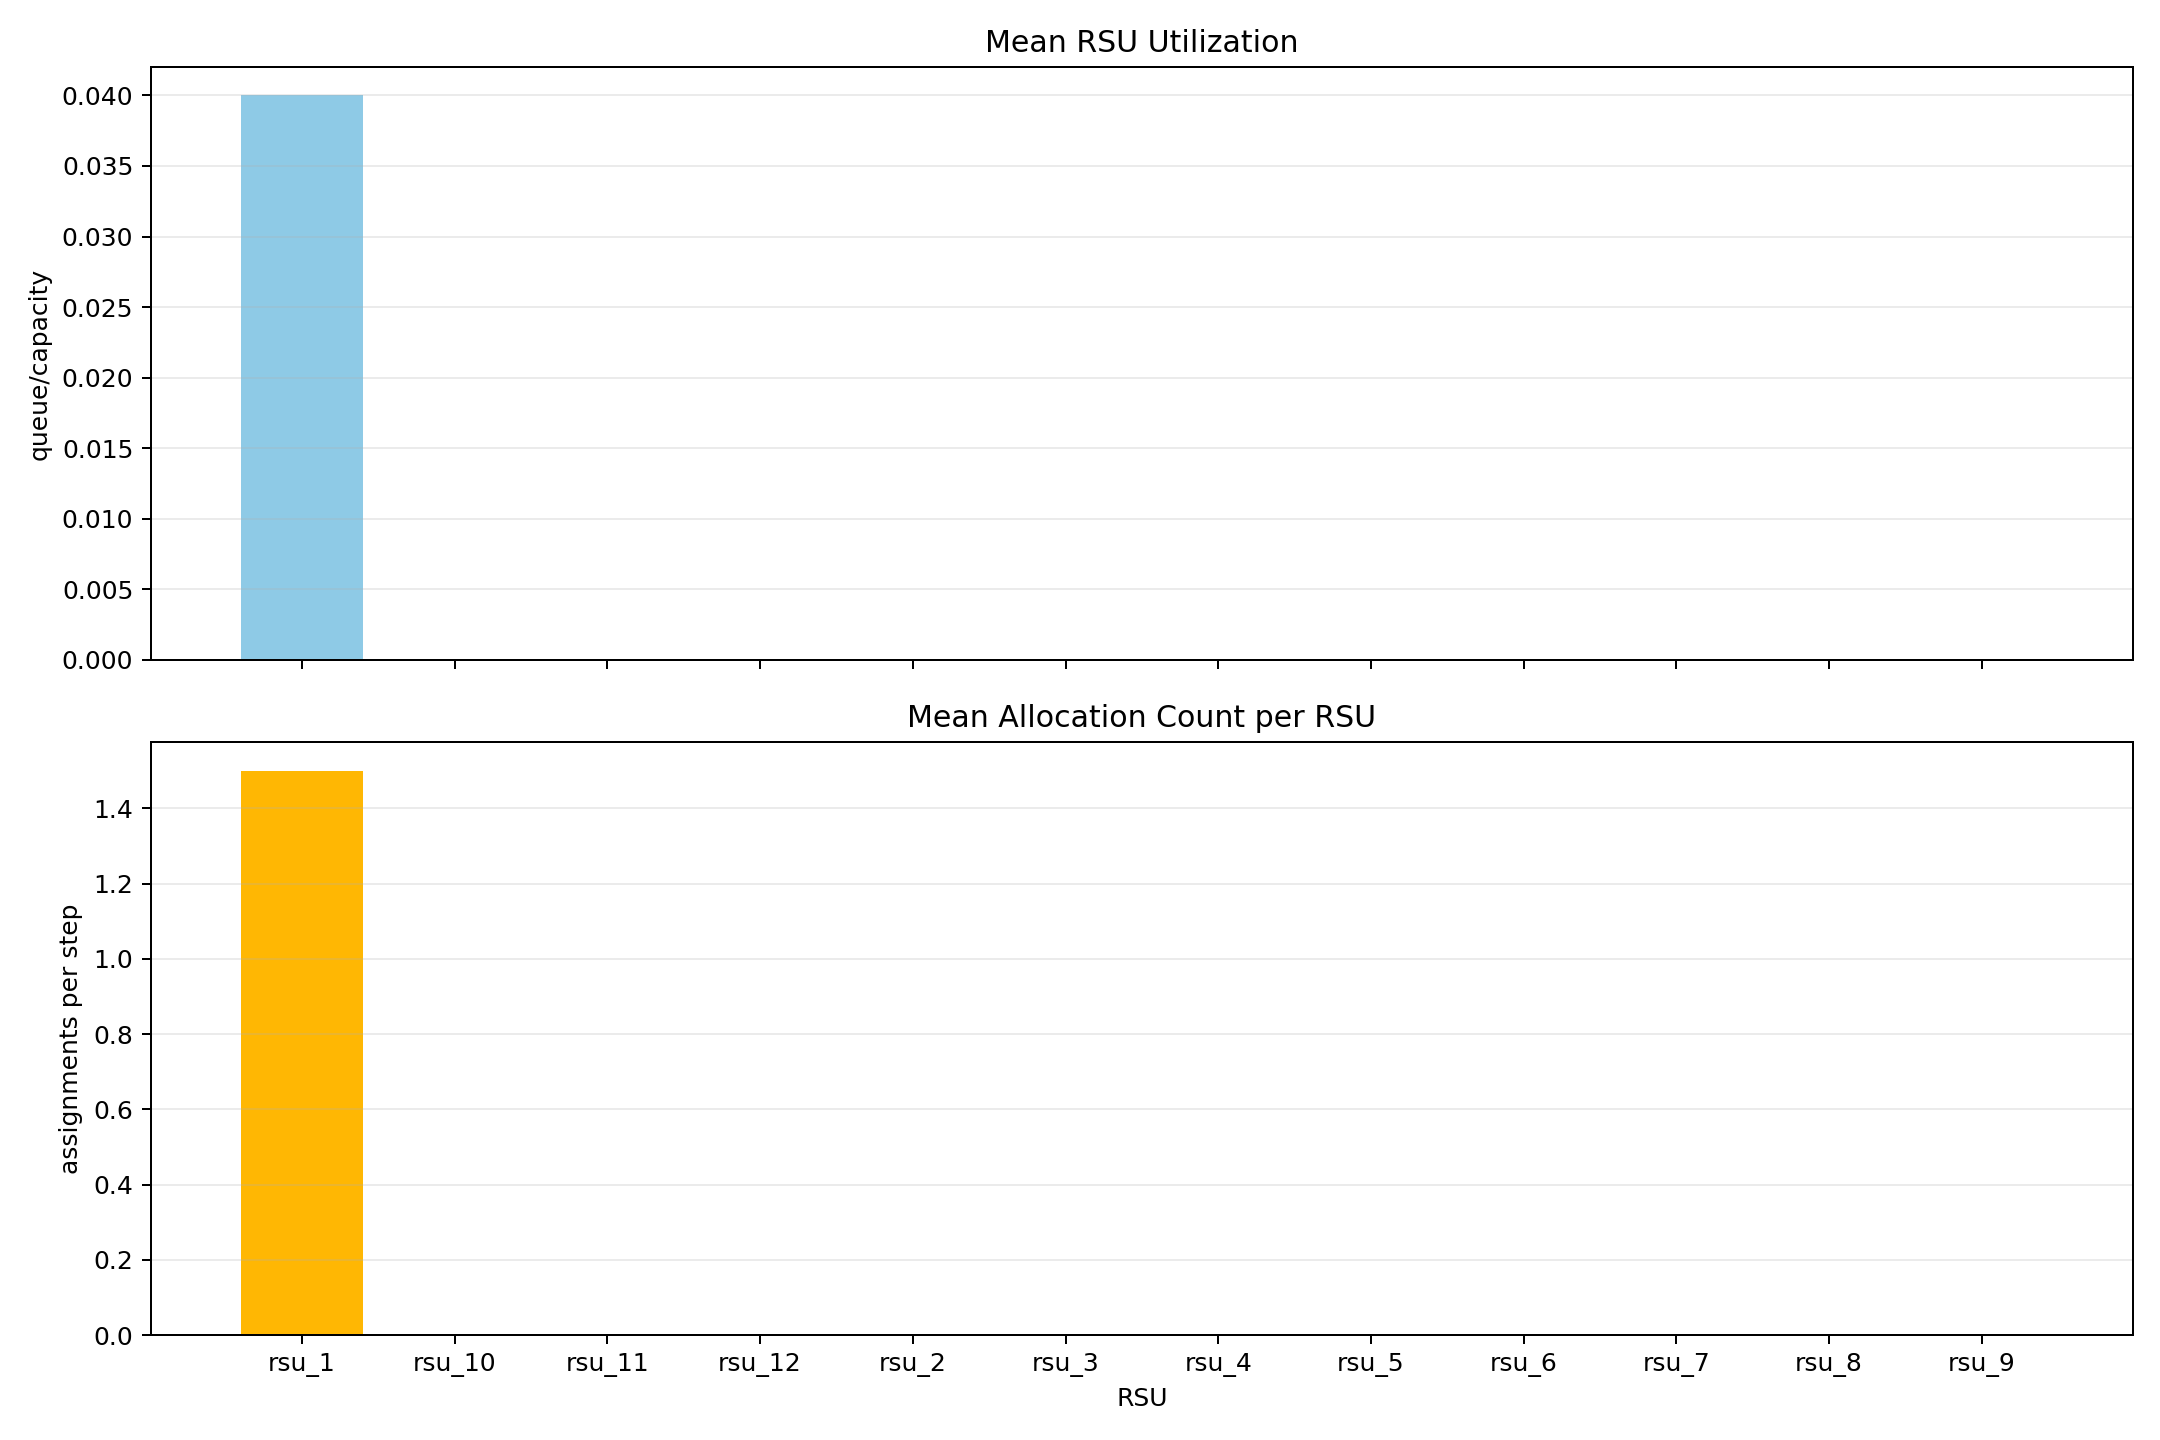 Mean RSU Utilization
0.040
0.035
0.030
0.025
0.020
0.015
0.010
0.005
0.000
queue/capacity
Mean Allocation Count per RSU
1.4
1.2
1.0
0.8
0.6
0.4
0.2
0.0
assignments per step
rsu_1 rsu_10 rsu_11 rsu_12 rsu_2 rsu_3 rsu_4 rsu_5 rsu_6 rsu_7 rsu_8 rsu_9
RSU